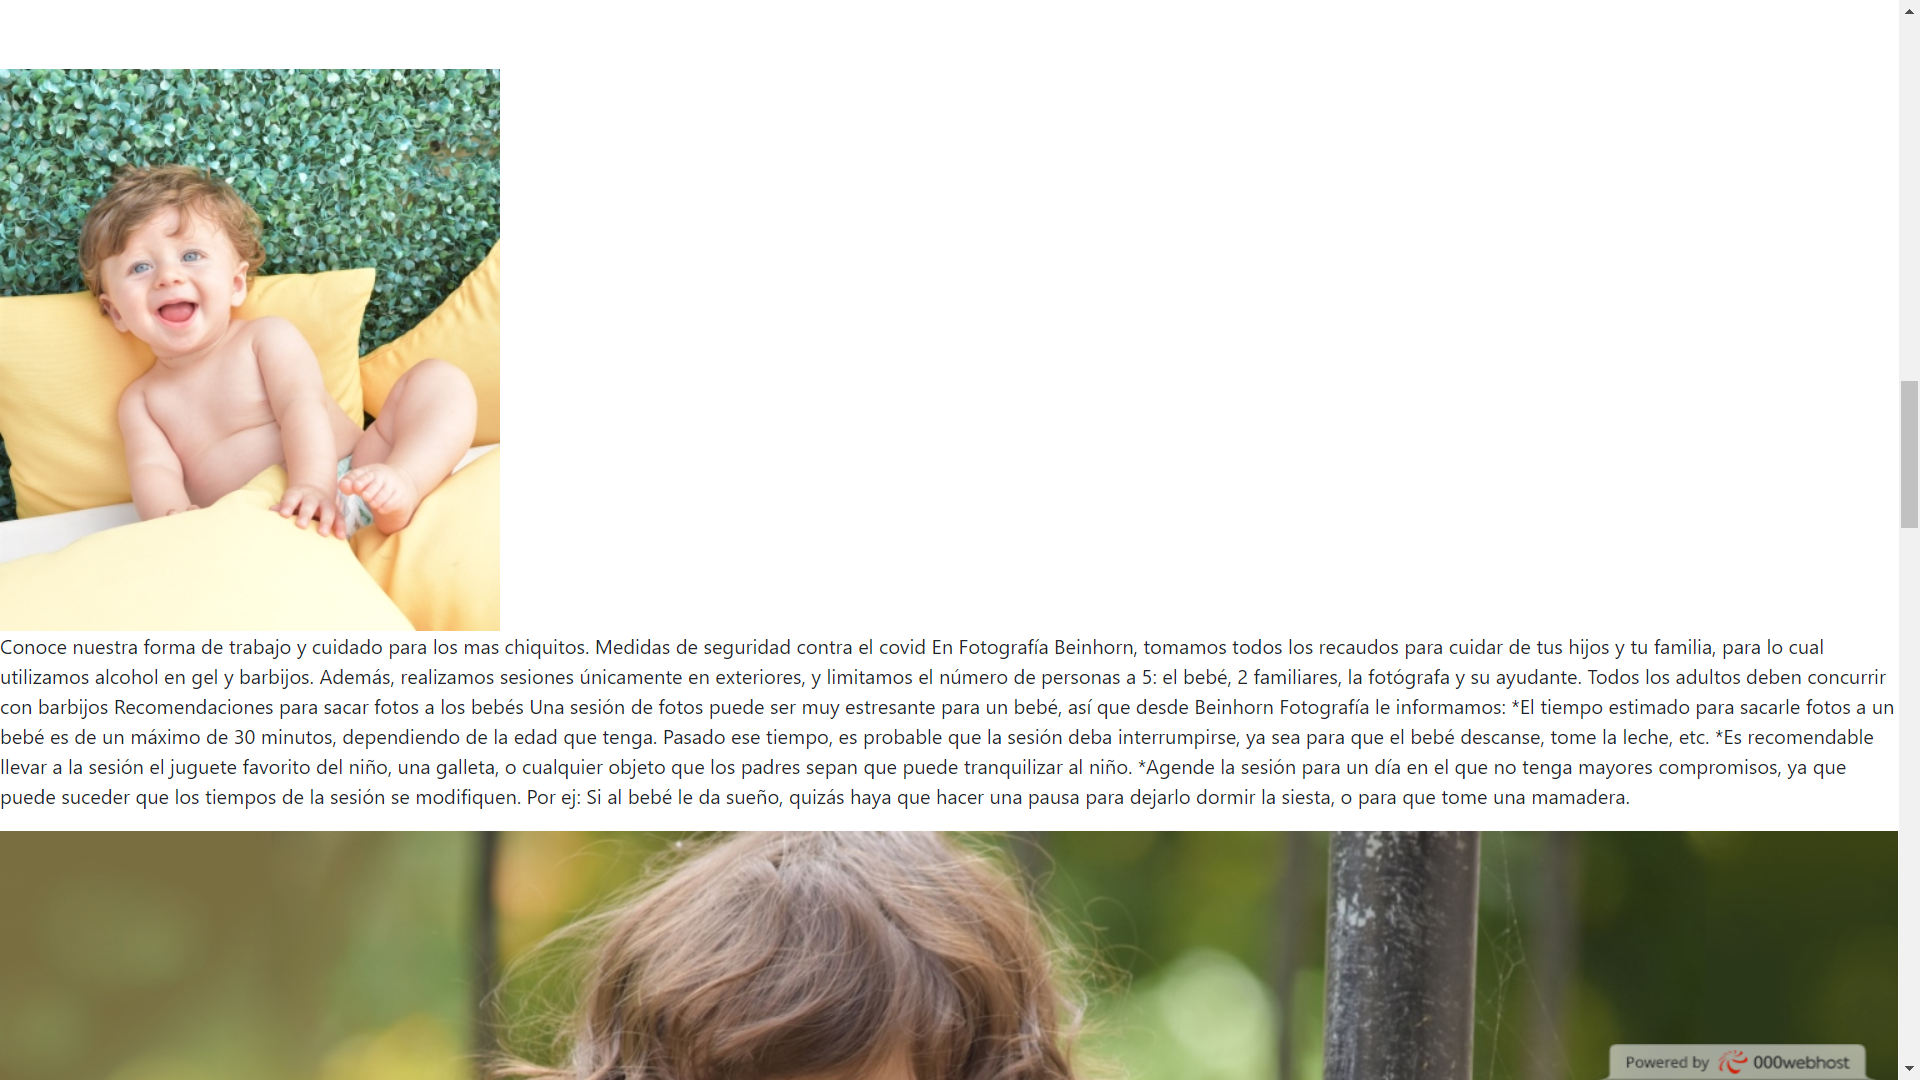 Conoce nuestra forma de trabajo y cuidado para los mas chiquitos. Medidas de seguridad contra el covid En Fotografía Beinhorn, tomamos todos los recaudos para cuidar de tus hijos y tu familia, para lo cual
utilizamos alcohol en gel y barbijos. Además, realizamos sesiones únicamente en exteriores, y limitamos el número de personas a 5: el bebé, 2 familiares, la fotógrafa y su ayudante. Todos los adultos deben concurrir
con barbijos Recomendaciones para sacar fotos a los bebés Una sesión de fotos puede ser muy estresante para un bebé, así que desde Beinhorn Fotografía le informamos: *El tiempo estimado para sacarle fotos a un
bebé es de un máximo de 30 minutos, dependiendo de la edad que tenga. Pasado ese tiempo, es probable que la sesión deba interrumpirse, ya sea para que el bebé descanse, tome la leche, etc. *Es recomendable
llevar a la sesión el juguete favorito del niño, una galleta, o cualquier objeto que los padres sepan que puede tranquilizar al niño. *Agende la sesión para un día en el que no tenga mayores compromisos, ya que
puede suceder que los tiempos de la sesión se modifiquen. Por ej: Si al bebé le da sueño, quizás haya que hacer una pausa para dejarlo dormir la siesta, o para que tome una mamadera.
Powered by 000webhost